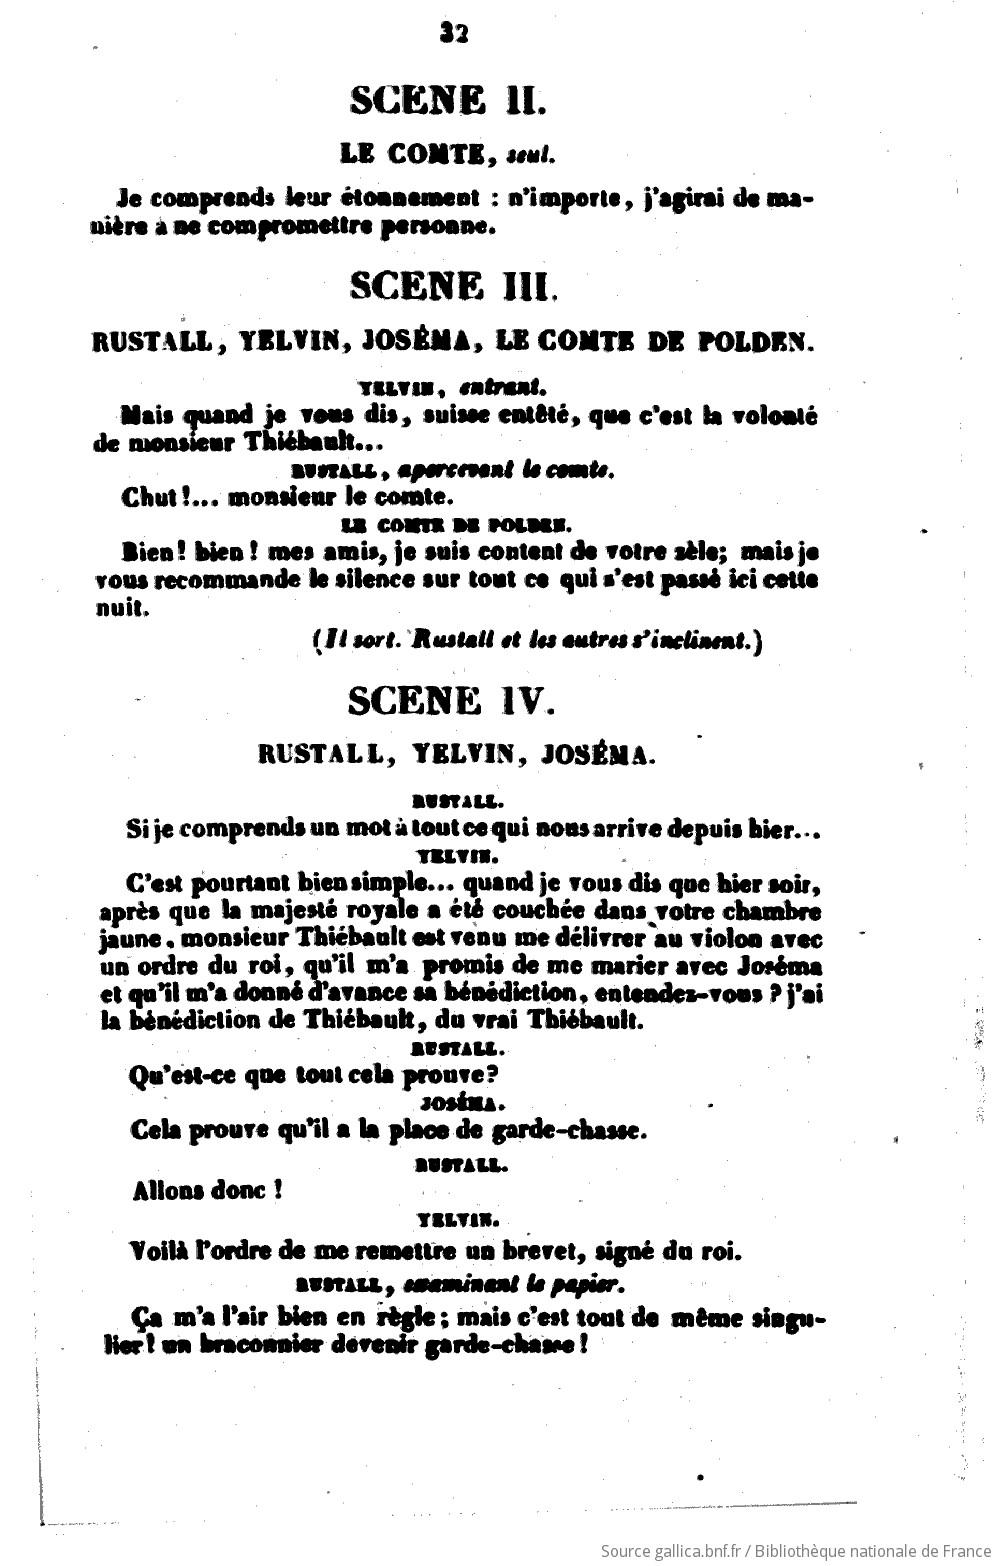 32
SCENE II.
LE COMTE, seul.
Je comprends leur étonnement : n'importe, j'agirai de ma-
nière à ne compromettre personne.
SCENE III.
RUSTALL, YELVIN, JOSÉMA, LE COMTE DE POLDEN.
YELVIN, entrant.
Mais quand je vous dis, suisse entêté, que c'est la volonté
de monsieur Thiébault...
RUSTALL, apercevant le comte.
Chut !... monsieur le comte.
LE COMTE DE POLDEN.
Bien ! bien ! mes amis, je suis content de votre zèle; mais je
vous recommande le silence sur tout ce qui s'est passé ici cette
nuit.
(Il sort. Rustall et les autres s'inclinent.)
SCENE IV.
RUSTALL, YELVIN, JOSÉMA.
RUSTALL.
Si je comprends un mot à tout ce qui nous arrive depuis hier...
YELVIN.
C'est pourtant bien simple... quand je vous dis que hier soir,
après que la majesté royale a été couchée dans votre chambre
jaune, monsieur Thiébault est venu me délivrer au violon avec
un ordre du roi, qu'il m'a promis de me marier avec Joséma
et qu'il m'a donné d'avance sa bénédiction, entendez-vous ? j'ai
la bénédiction de Thiébault, du vrai Thiébault.
RUSTALL.
Qu'est-ce que tout cela prouve?
JOSÉMA.
Cela prouve qu'il a la place de garde-chasse.
RUSTALL.
Allons donc !
YELVIN.
Voilà l'ordre de me remettre un brevet, signé du roi.
RUSTALL, examinant le papier.
Ça m'a l'air bien en règle ; mais c'est tout de même singu-
lier ! un braconnier devenir garde-chasse !
Source gallica.bnf.fr / Bibliothèque nationale de France